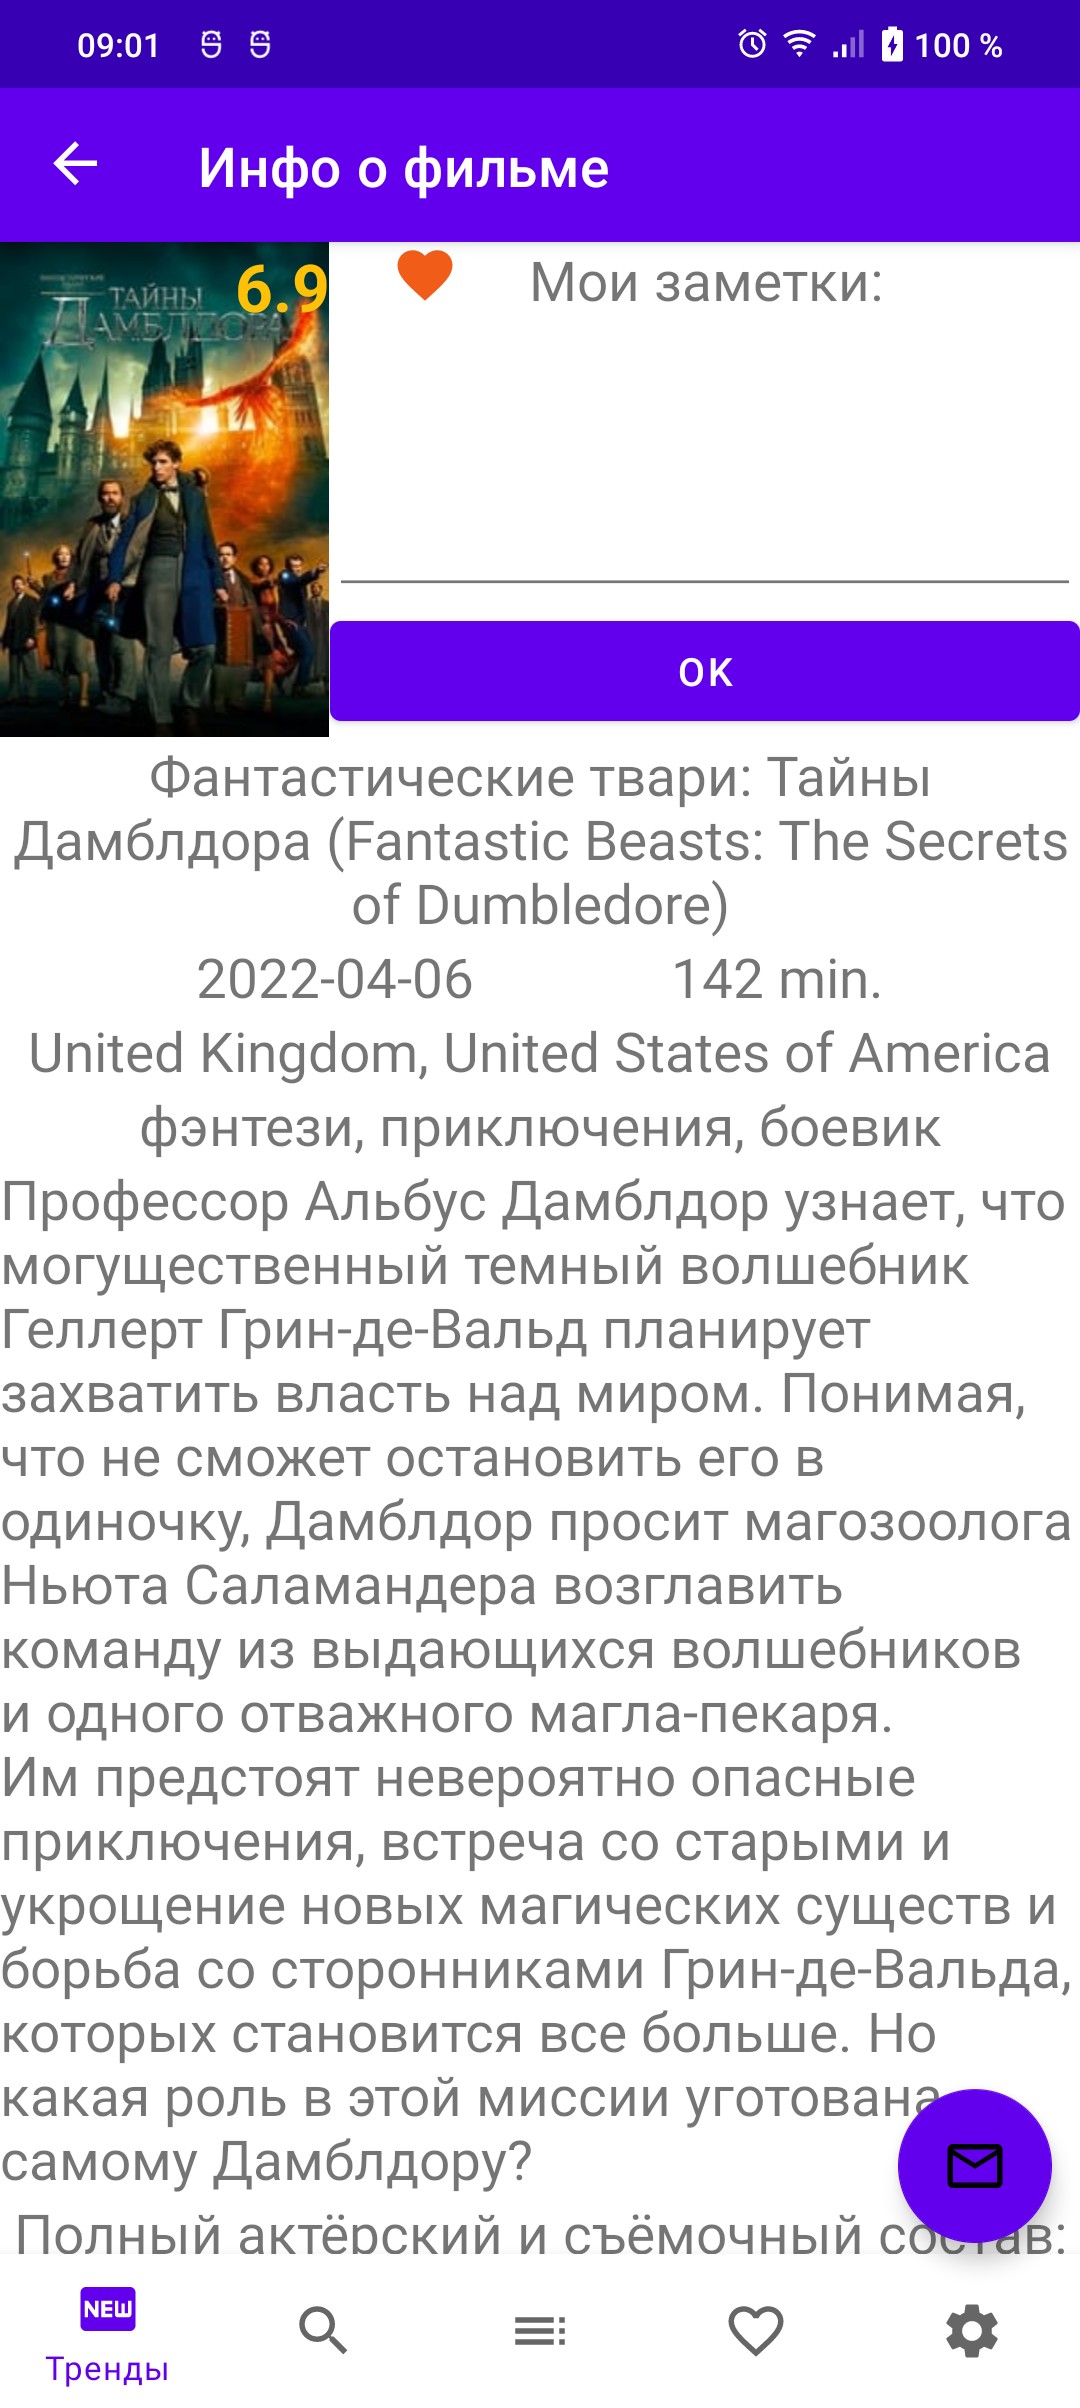 09:01
100 %
Инфо о фильме
ТАЙНЫ
ДАМБЛДОРА
6.9
Мои заметки:
OK
Фантастические твари: Тайны
Дамблдора (Fantastic Beasts: The Secrets
of Dumbledore)
2022-04-06 142 min.
United Kingdom, United States of America
фэнтези, приключения, боевик
Профессор Альбус Дамблдор узнает, что
могущественный темный волшебник
Геллерт Грин-де-Вальд планирует
захватить власть над миром. Понимая,
что не сможет остановить его в
одиночку, Дамблдор просит магозоолога
Ньюта Саламандера возглавить
команду из выдающихся волшебников
и одного отважного магла-пекаря.
Им предстоят невероятно опасные
приключения, встреча со старыми и
укрощение новых магических существ и
борьба со сторонниками Грин-де-Вальда,
которых становится все больше. Но
какая роль в этой миссии уготована
самому Дамблдору?
Полный актёрский и съёмочный состав:
NEW
Тренды